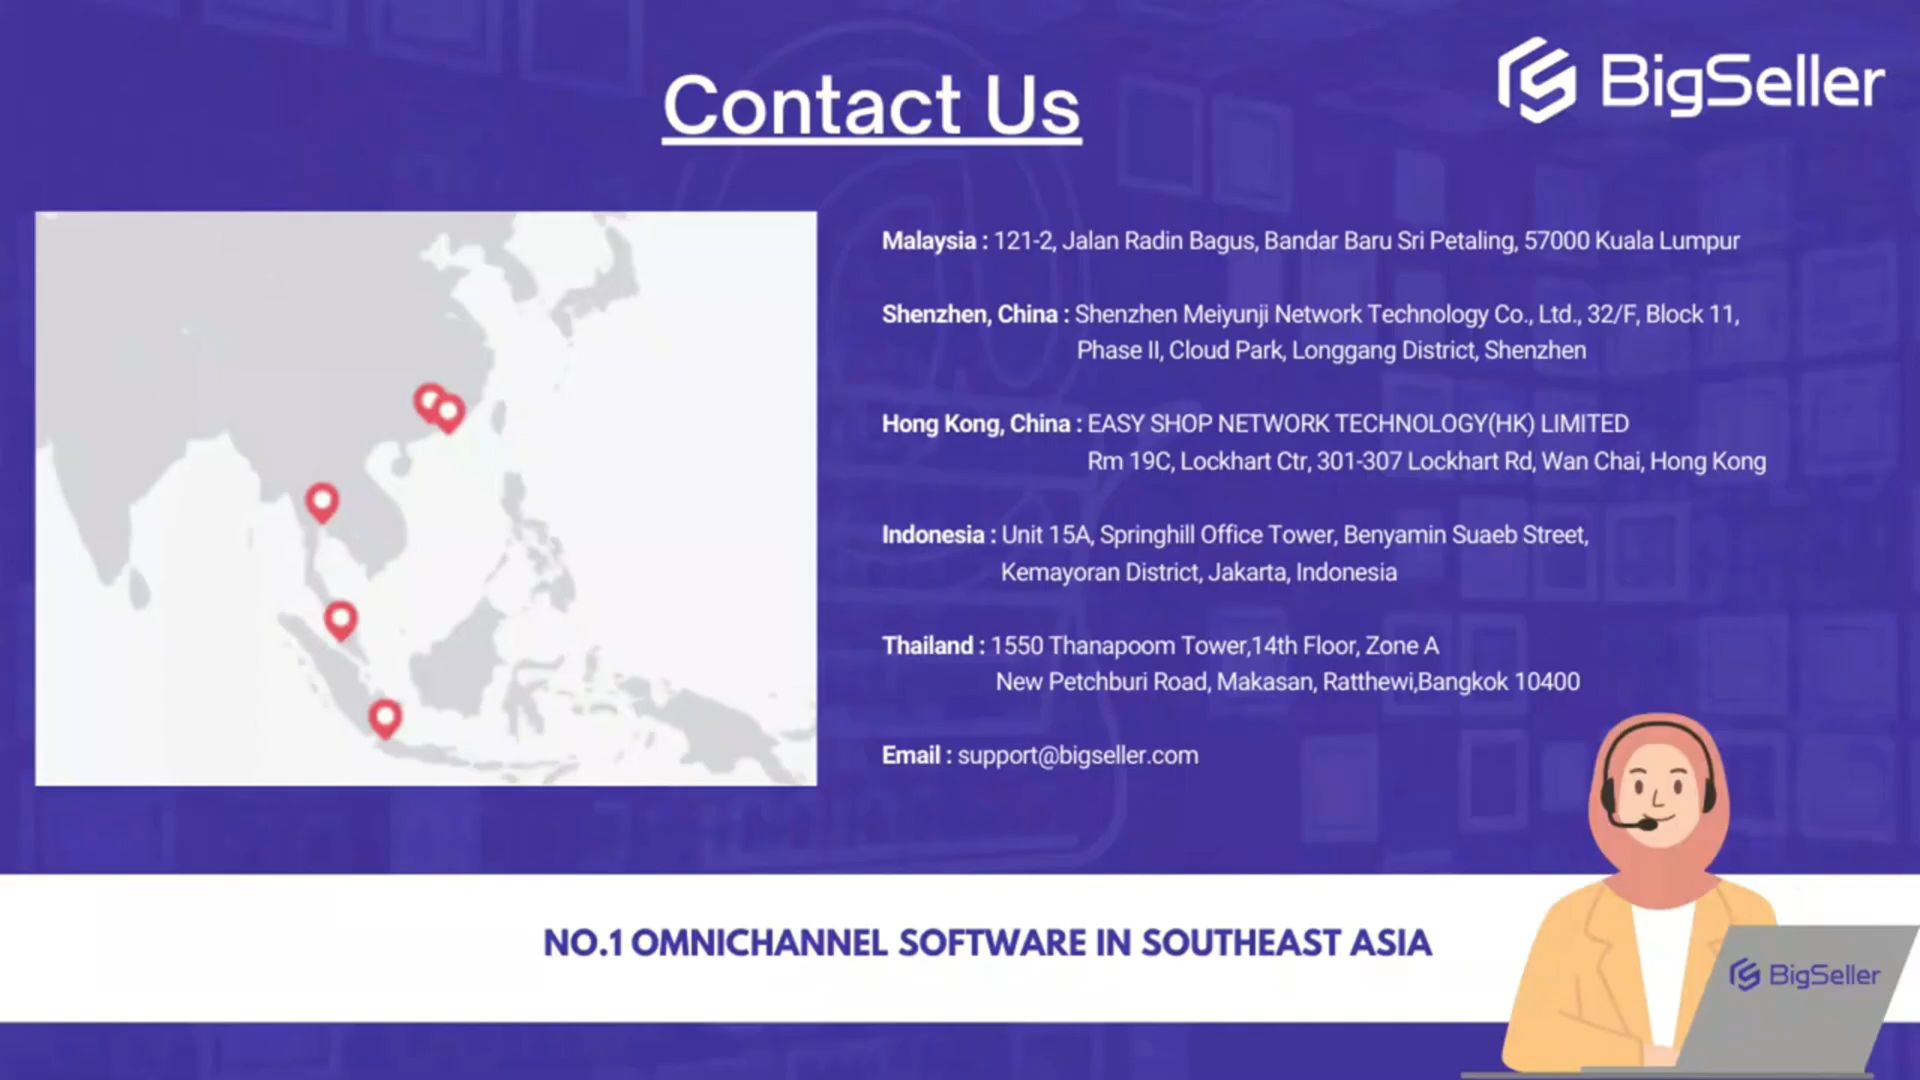 Contact Us
BigSeller
Malaysia : 121-2, Jalan Radin Bagus, Bandar Baru Sri Petaling, 57000 Kuala Lumpur
Shenzhen, China : Shenzhen Meiyunji Network Technology Co., Ltd., 32/F, Block 11,
Phase II, Cloud Park, Longgang District, Shenzhen
Hong Kong, China : EASY SHOP NETWORK TECHNOLOGY(HK) LIMITED
Rm 19C, Lockhart Ctr, 301-307 Lockhart Rd, Wan Chai, Hong Kong
Indonesia : Unit 15A, Springhill Office Tower, Benyamin Suaeb Street,
Kemayoran District, Jakarta, Indonesia
Thailand : 1550 Thanapoom Tower,14th Floor, Zone A
New Petchburi Road, Makasan, Ratthewi,Bangkok 10400
Email : support@bigseller.com
NO.1 OMNICHANNEL SOFTWARE IN SOUTHEAST ASIA
BigSeller